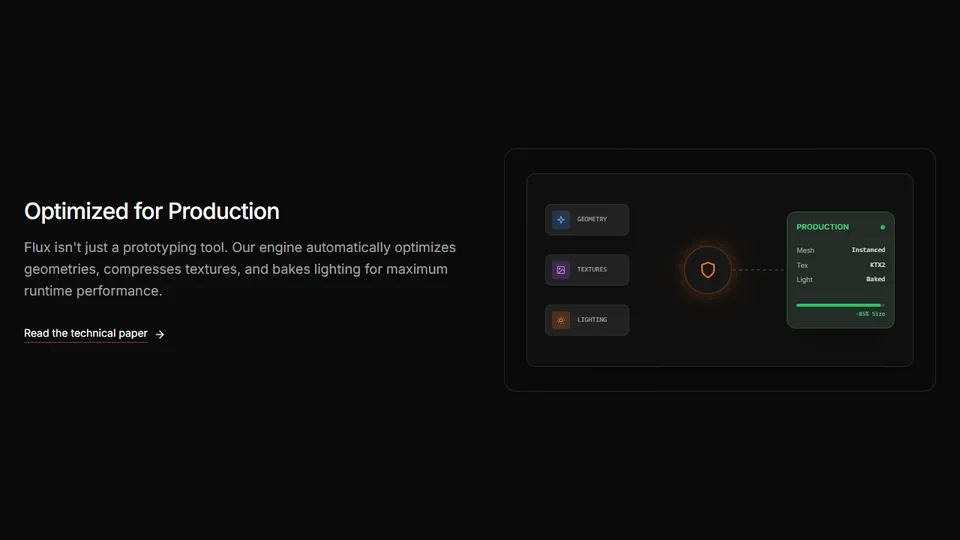 Optimized for Production
Flux isn't just a prototyping tool. Our engine automatically optimizes
geometries, compresses textures, and bakes lighting for maximum
runtime performance.
Read the technical paper →
GEOMETRY
TEXTURES
LIGHTING
PRODUCTION
Mesh Instanced
Tex KTX2
Light Baked
-85% Size